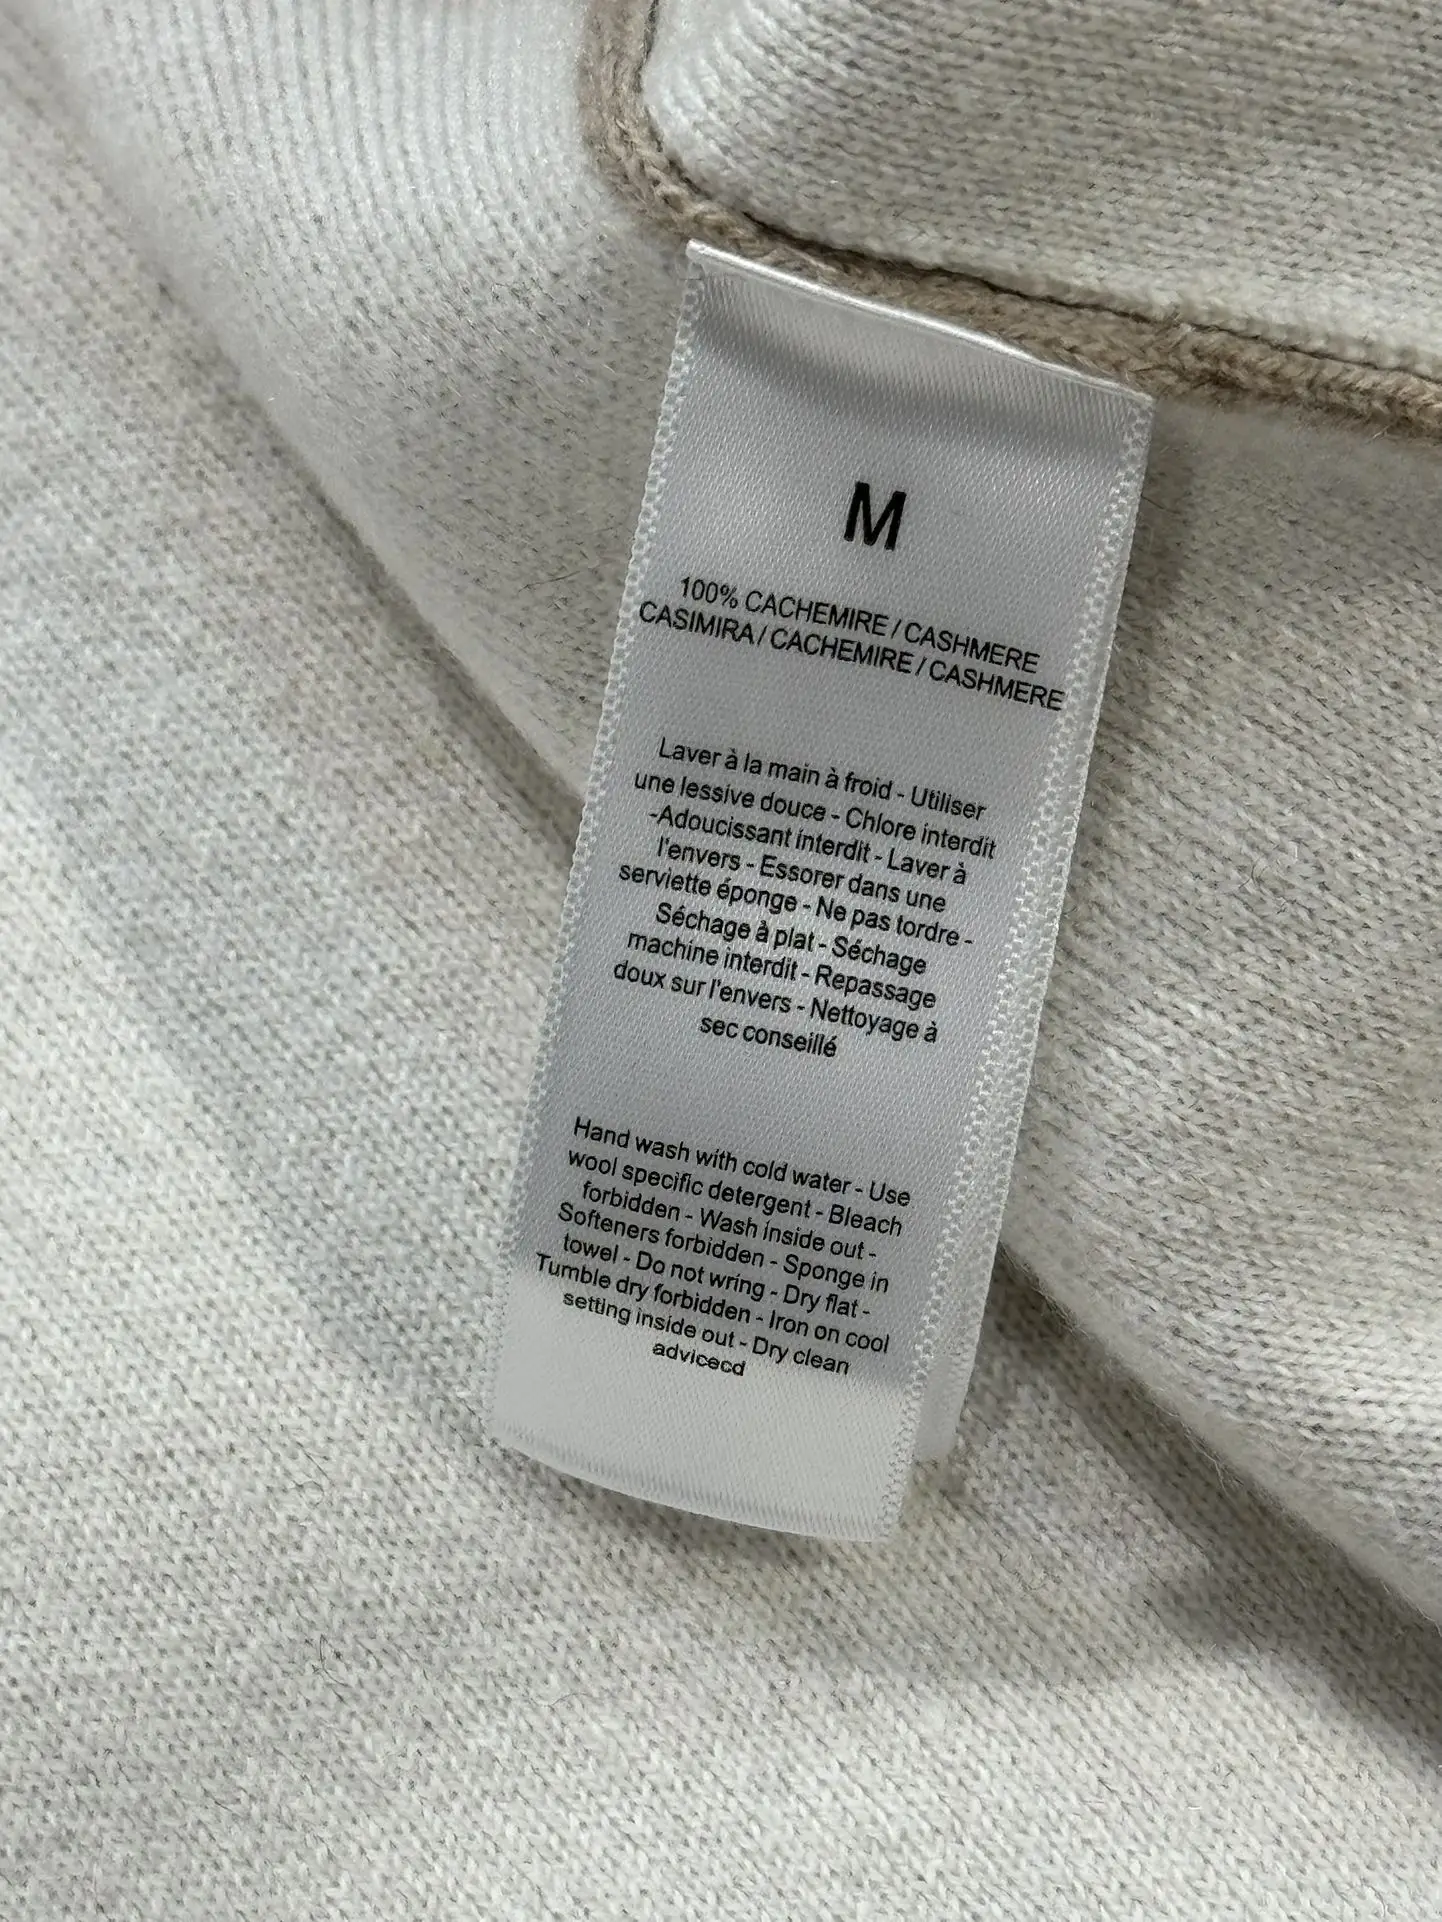 M
100% CACHEMIRE / CASHMERE
CASIMIRA / CACHEMIRE / CASHMERE
Laver à la main à froid - Utiliser
une lessive douce - Chlore interdit
-Adoucissant interdit - Laver à
l'envers - Essorer dans une
serviette éponge - Ne pas tordre -
Séchage à plat - Séchage
machine interdit - Repassage
doux sur l'envers - Nettoyage à
sec conseillé
Hand wash with cold water - Use
wool specific detergent - Bleach
forbidden - Wash inside out -
Softeners forbidden - Sponge in
towel - Do not wring - Dry flat -
Tumble dry forbidden - Iron on cool
setting inside out - Dry clean
advicecd